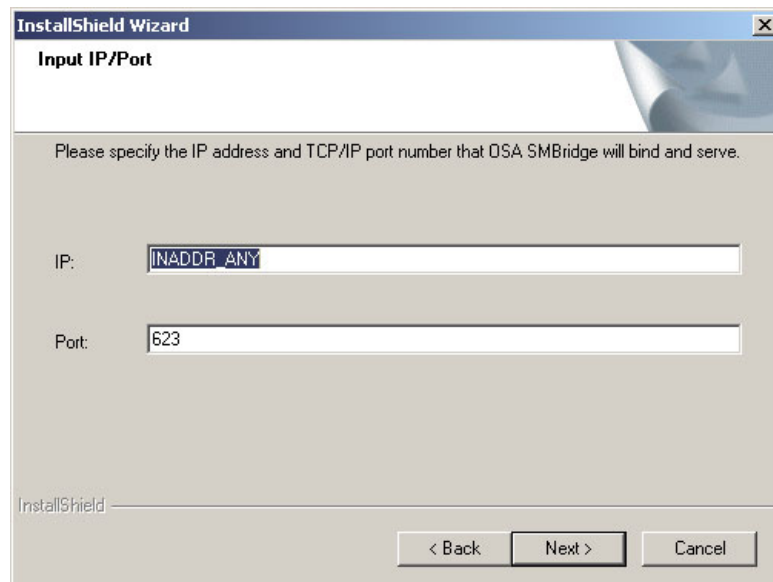 InstallShield Wizard
Input IP/Port
Please specify the IP address and TCP/IP port number that OSA SMBridge will bind and serve.
IP: INADDR_ANY
Port: 623
InstallShield
< Back Next > Cancel